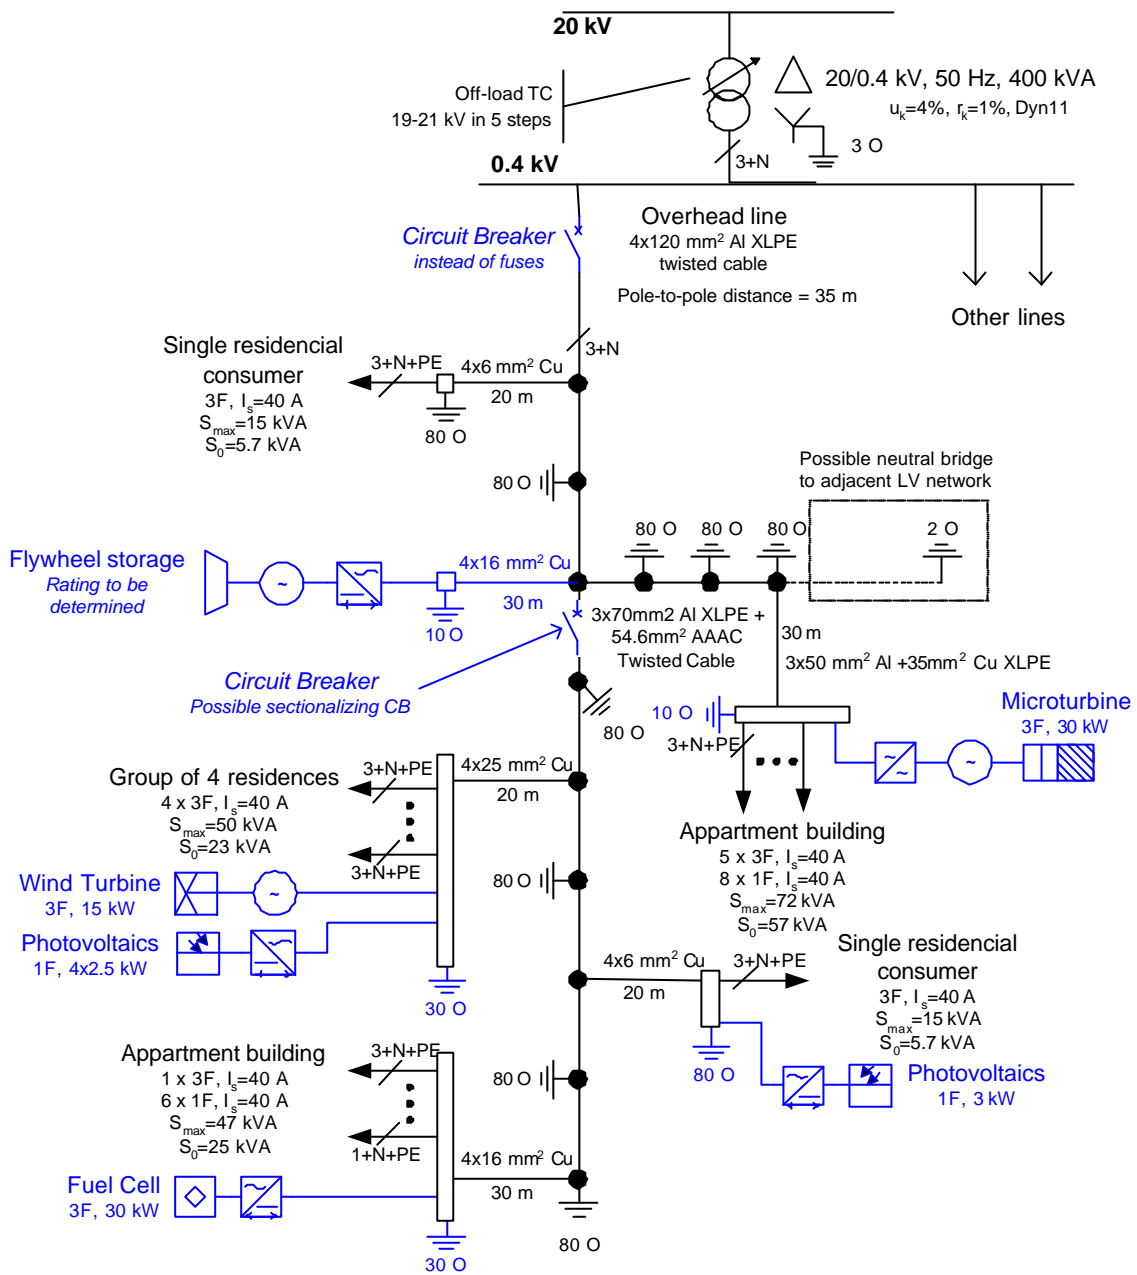 20 kV
Off-load TC
19-21 kV in 5 steps
20/0.4 kV, 50 Hz, 400 kVA
uk=4%, rk=1%, Dyn11
3 O
3+N
0.4 kV
Circuit Breaker
instead of fuses
Overhead line
4x120 mm² Al XLPE
twisted cable
Pole-to-pole distance = 35 m
Other lines
3+N
Single residencial
consumer
3F, Is=40 A
Smax=15 kVA
S0=5.7 kVA
3+N+PE
4x6 mm² Cu
20 m
80 O
80 O
Possible neutral bridge
to adjacent LV network
80 O
80 O
80 O
2 O
Flywheel storage
Rating to be
determined
4x16 mm² Cu
30 m
10 O
3x70mm2 Al XLPE +
54.6mm² AAAC
Twisted Cable
30 m
3x50 mm² Al +35mm² Cu XLPE
Circuit Breaker
Possible sectionalizing CB
80 O
10 O
3+N+PE
Microturbine
3F, 30 kW
Appartment building
5 x 3F, Is=40 A
8 x 1F, Is=40 A
Smax=72 kVA
S0=57 kVA
Group of 4 residences
4 x 3F, Is=40 A
Smax=50 kVA
S0=23 kVA
3+N+PE
3+N+PE
4x25 mm² Cu
20 m
Wind Turbine
3F, 15 kW
Photovoltaics
1F, 4x2.5 kW
30 O
80 O
4x6 mm² Cu
20 m
3+N+PE
Single residencial
consumer
3F, Is=40 A
Smax=15 kVA
S0=5.7 kVA
80 O
Photovoltaics
1F, 3 kW
80 O
Appartment building
1 x 3F, Is=40 A
6 x 1F, Is=40 A
Smax=47 kVA
S0=25 kVA
3+N+PE
1+N+PE
4x16 mm² Cu
30 m
Fuel Cell
3F, 30 kW
30 O
80 O